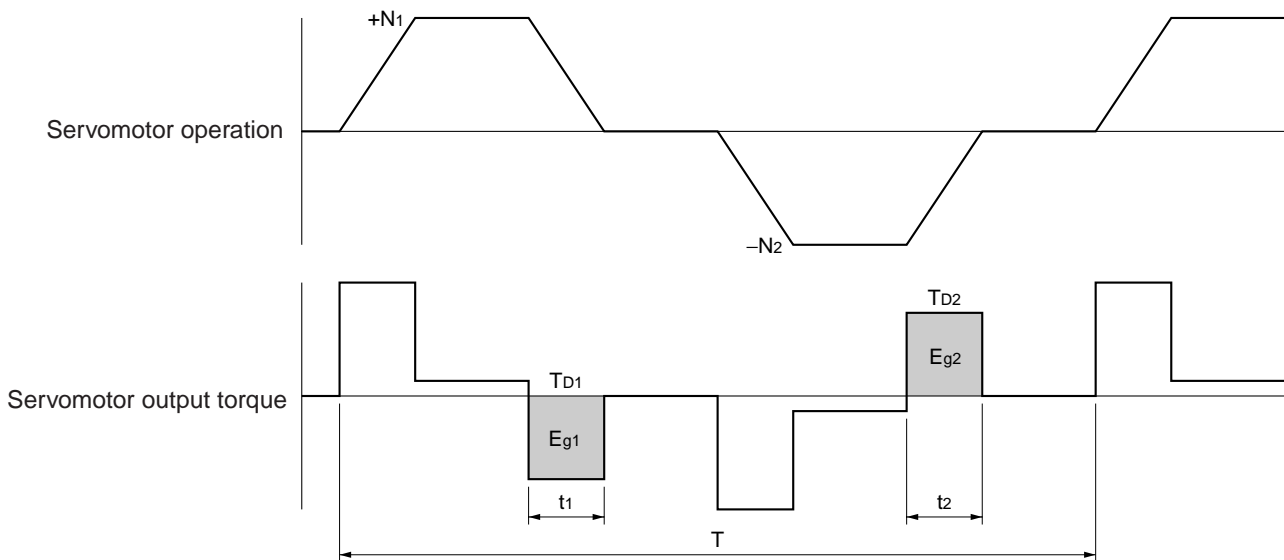 +N1
Servomotor operation
–N2
TD2
Eg2
TD1
Servomotor output torque
Eg1
t1
t2
T